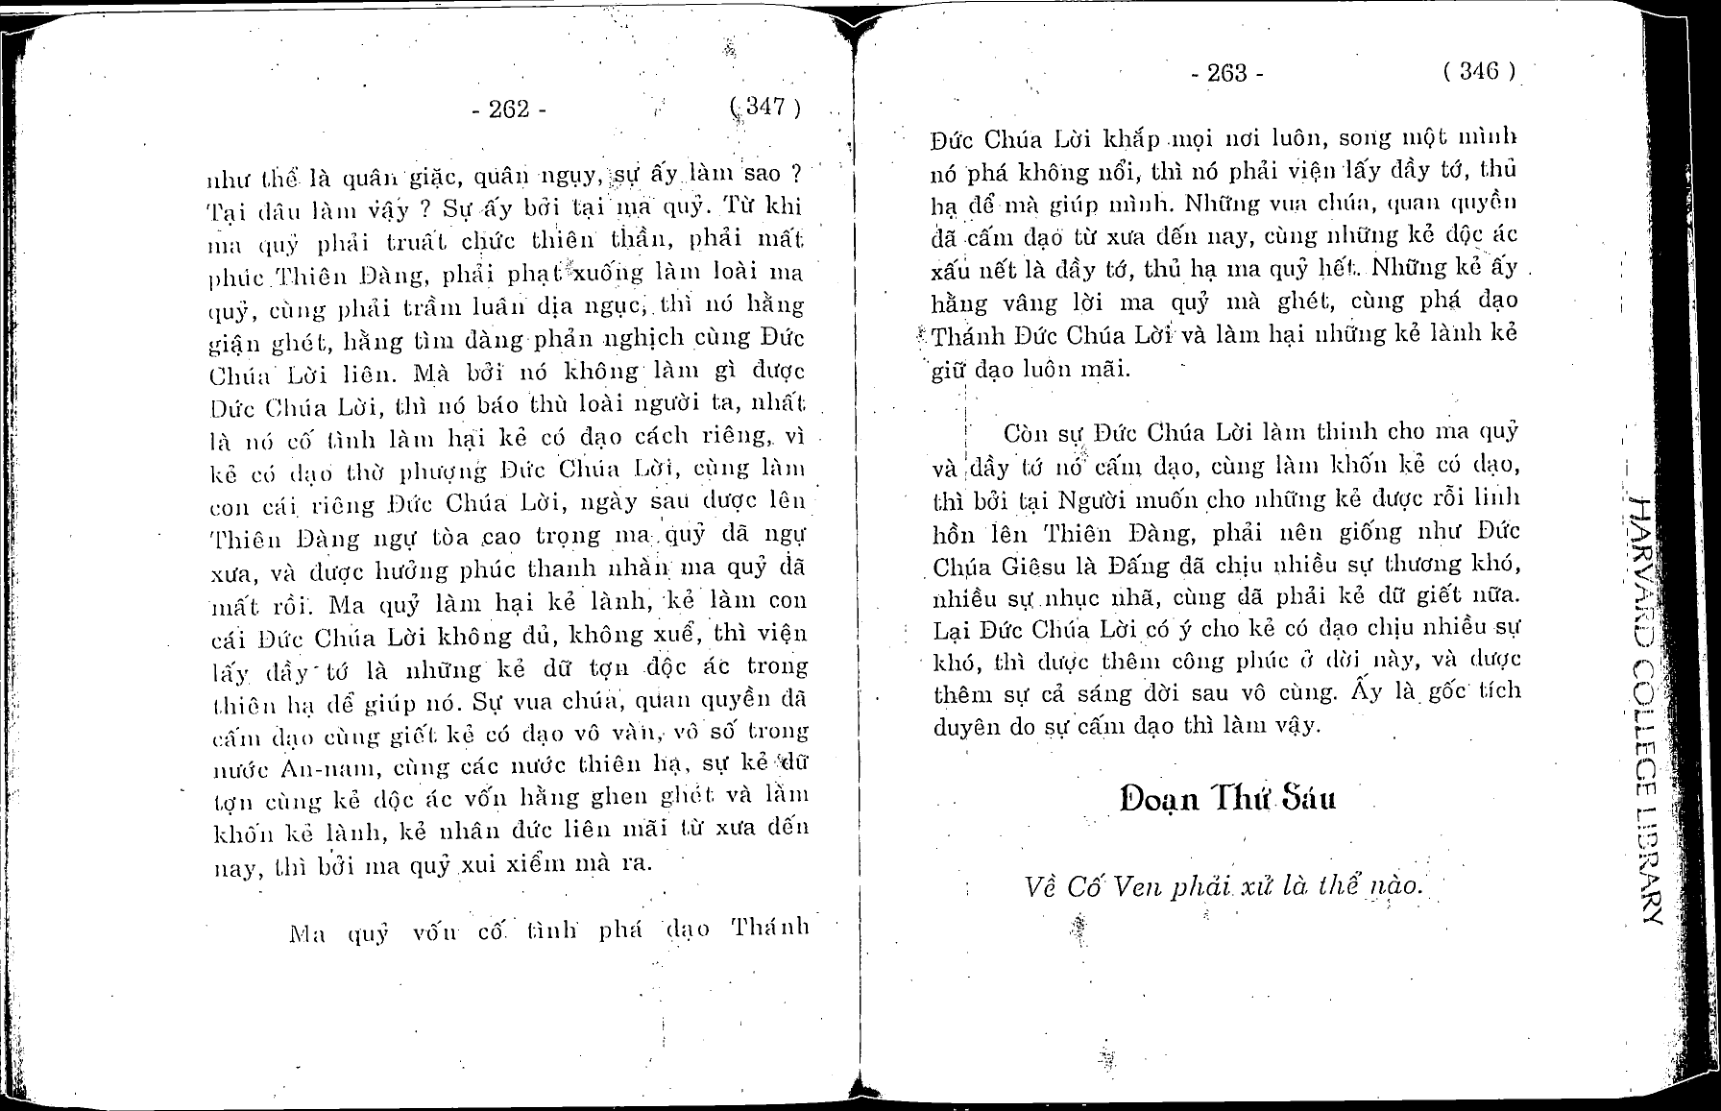 - 262 - ( 347 )
như thể là quân giặc, quân ngụy, sự ấy làm sao ?
Tại đâu làm vậy ? Sự ấy bởi tại ma quỷ. Từ khi
ma quỷ phải truất chức thiên thần, phải mất
phúc Thiên Đàng, phải phạt xuống làm loài ma
quỷ, cùng phải trầm luân địa ngục, thì nó hằng
giận ghét, hằng tìm đàng phản nghịch cùng Đức
Chúa Lời liên. Mà bởi nó không làm gì được
Đức Chúa Lời, thì nó báo thù loài người ta, nhất
là nó cố tình làm hại kẻ có đạo cách riêng, vì
kẻ có đạo thờ phượng Đức Chúa Lời, cùng làm
con cái riêng Đức Chúa Lời, ngày sau được lên
Thiên Đàng ngự tòa cao trọng ma quỷ đã ngự
xưa, và được hưởng phúc thanh nhàn ma quỷ đã
mất rồi. Ma quỷ làm hại kẻ lành, kẻ làm con
cái Đức Chúa Lời không đủ, không xuể, thì viện
lấy đầy tớ là những kẻ dữ tợn độc ác trong
thiên hạ để giúp nó. Sự vua chúa, quan quyền đã
cấm đạo cùng giết kẻ có đạo vô vàn, vô số trong
nước An-nam, cùng các nước thiên hạ, sự kẻ dữ
tợn cùng kẻ độc ác vốn hằng ghen ghét và làm
khốn kẻ lành, kẻ nhân đức liên mãi từ xưa đến
nay, thì bởi ma quỷ xui xiểm mà ra.
Ma quỷ vốn cố tình phá đạo Thánh
- 263 - ( 346 )
Đức Chúa Lời khắp mọi nơi luôn, song một mình
nó phá không nổi, thì nó phải viện lấy đầy tớ, thủ
hạ để mà giúp mình. Những vua chúa, quan quyền
đã cấm đạo từ xưa đến nay, cùng những kẻ độc ác
xấu nết là đầy tớ, thủ hạ ma quỷ hết. Những kẻ ấy
hằng vâng lời ma quỷ mà ghét, cùng phá đạo
Thánh Đức Chúa Lời và làm hại những kẻ lành kẻ
giữ đạo luôn mãi.
Còn sự Đức Chúa Lời làm thinh cho ma quỷ
và đầy tớ nó cấm đạo, cùng làm khốn kẻ có đạo,
thì bởi tại Người muốn cho những kẻ được rỗi linh
hồn lên Thiên Đàng, phải nên giống như Đức
Chúa Giêsu là Đấng đã chịu nhiều sự thương khó,
nhiều sự nhục nhã, cùng đã phải kẻ dữ giết nữa.
Lại Đức Chúa Lời có ý cho kẻ có đạo chịu nhiều sự
khó, thì được thêm công phúc ở đời này, và được
thêm sự cả sáng đời sau vô cùng. Ấy là gốc tích
duyên do sự cấm đạo thì làm vậy.
Đoạn Thứ Sáu
Về Cố Ven phải xử là thể nào.
HARVARD COLLEGE LIBRARY